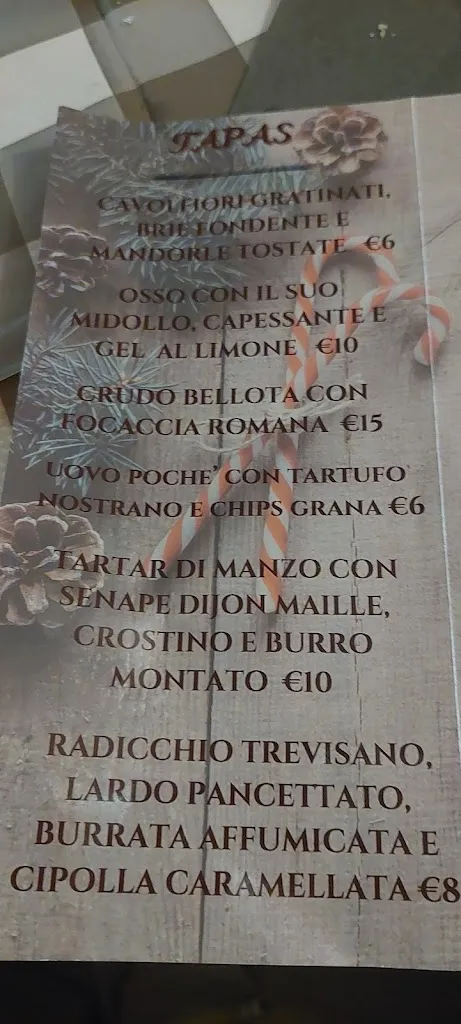 TAPAS
CAVOLFIORI GRATINATI,
BRIE FONDENTE E
MANDORLE TOSTATE €6
OSSO CON IL SUO
MIDOLLO, CAPESSANTE E
GEL AL LIMONE €10
CRUDO BELLOTA CON
FOCACCIA ROMANA €15
UOVO POCHE' CON TARTUFO
NOSTRANO E CHIPS GRANA €6
TARTAR DI MANZO CON
SENAPE DIJON MAILLE,
CROSTINO E BURRO
MONTATO €10
RADICCHIO TREVISANO,
LARDO PANCETTATO,
BURRATA AFFUMICATA E
CIPOLLA CARAMELLATA €8